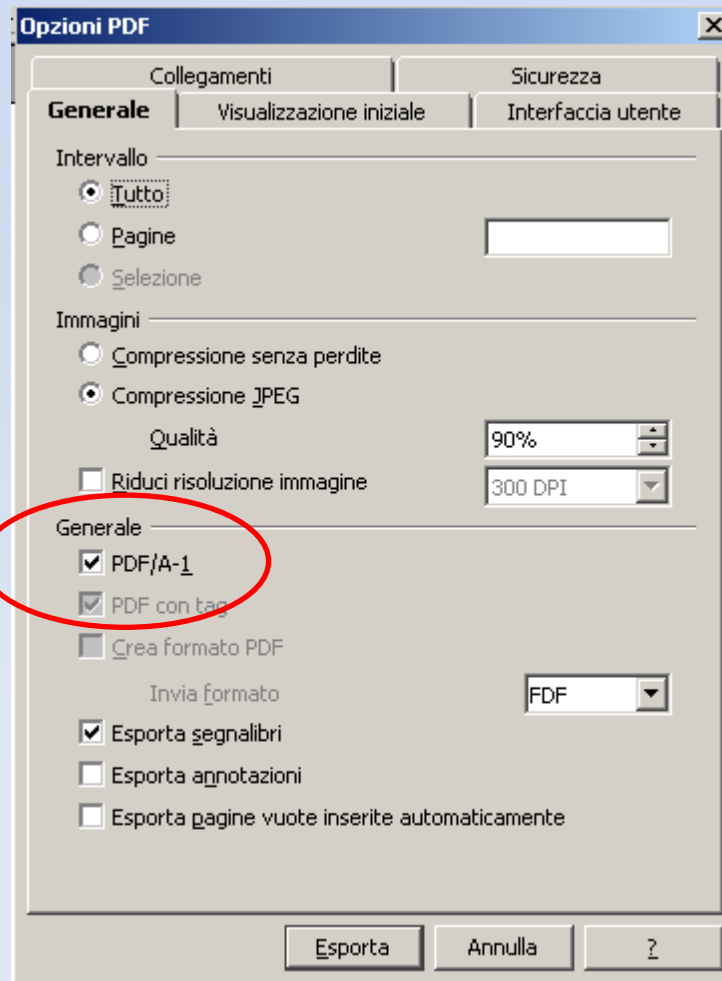 Opzioni PDF
Collegamenti Sicurezza
Generale Visualizzazione iniziale Interfaccia utente
Intervallo
Tutto
Pagine
Selezione
Immagini
Compressione senza perdite
Compressione JPEG
Qualità 90%
Riduci risoluzione immagine 300 DPI
Generale
PDF/A-1
PDF con tag
Crea formato PDF
Invia formato FDF
Esporta segnalibri
Esporta annotazioni
Esporta pagine vuote inserite automaticamente
Esporta Annulla ?